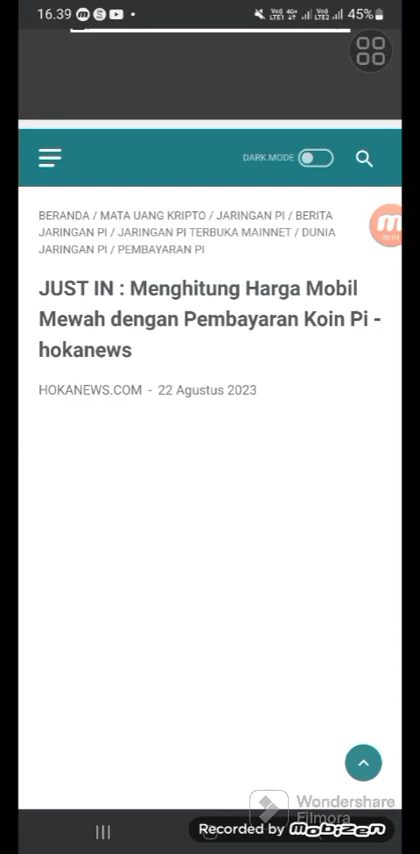 16.39
45%
DARK MODE
BERANDA / MATA UANG KRIPTO / JARINGAN PI / BERITA
JARINGAN PI / JARINGAN PI TERBUKA MAINNET / DUNIA
JARINGAN PI / PEMBAYARAN PI
JUST IN : Menghitung Harga Mobil
Mewah dengan Pembayaran Koin Pi -
hokanews
HOKANEWS.COM - 22 Agustus 2023
Wondershare
Filmora
Recorded by mobizen